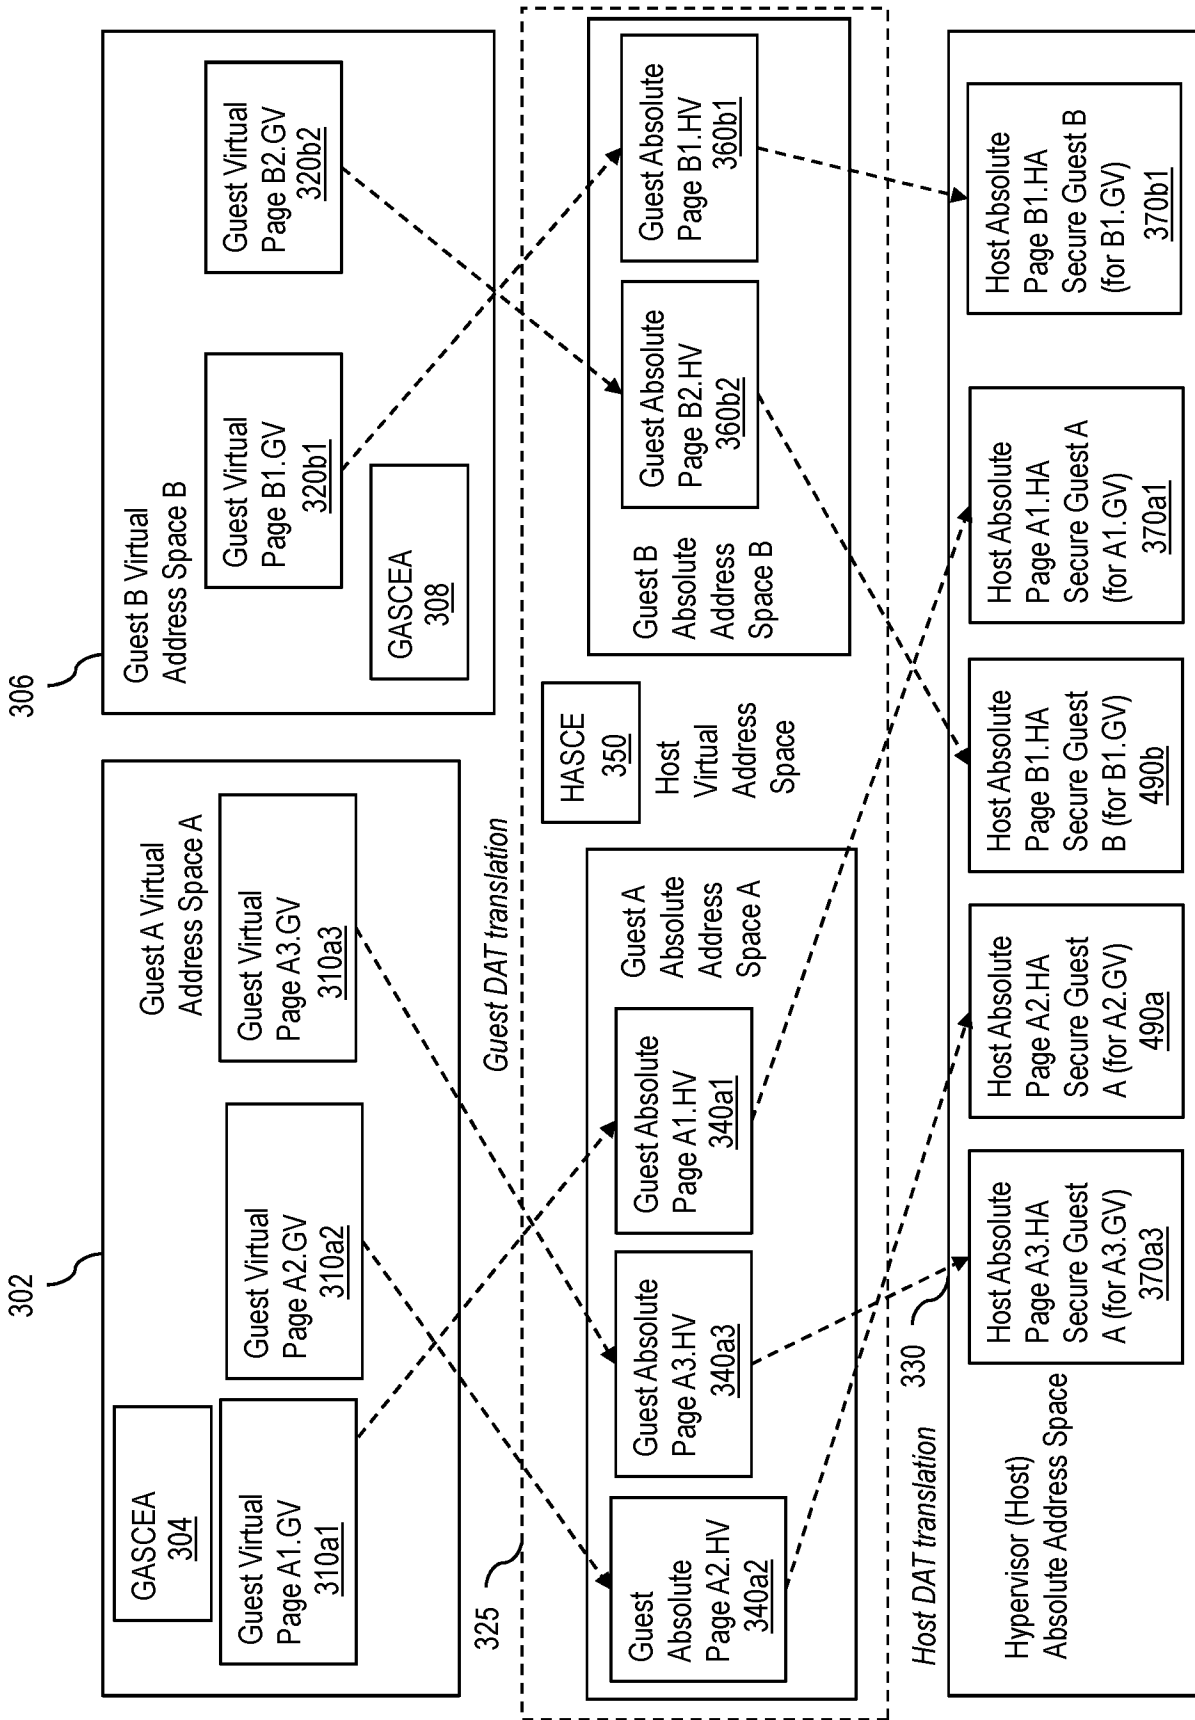 302
306
GASCEA
304
Guest Virtual
Page A1.GV
310a1
Guest Virtual
Page A2.GV
310a2
Guest A Virtual
Address Space A
Guest Virtual
Page A3.GV
310a3
Guest B Virtual
Address Space B
Guest Virtual
Page B1.GV
320b1
Guest Virtual
Page B2.GV
320b2
GASCEA
308
325
Guest DAT translation
Guest
Absolute
Page A2.HV
340a2
Guest Absolute
Page A3.HV
340a3
Guest Absolute
Page A1.HV
340a1
Guest A
Absolute
Address
Space A
HASCE
350
Host
Virtual
Address
Space
Guest B
Absolute
Address
Space B
Guest Absolute
Page B2.HV
360b2
Guest Absolute
Page B1.HV
360b1
Host DAT translation
330
Hypervisor (Host)
Absolute Address Space
Host Absolute
Page A3.HA
Secure Guest
A (for A3.GV)
370a3
Host Absolute
Page A2.HA
Secure Guest
A (for A2.GV)
490a
Host Absolute
Page B1.HA
Secure Guest
B (for B1.GV)
490b
Host Absolute
Page A1.HA
Secure Guest A
(for A1.GV)
370a1
Host Absolute
Page B1.HA
Secure Guest B
(for B1.GV)
370b1